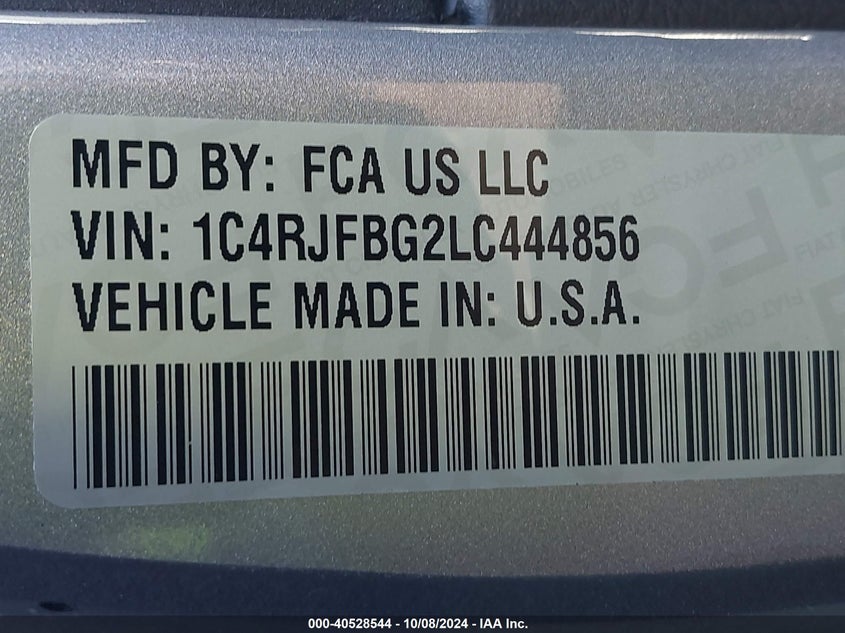 MFD BY: FCA US LLC
VIN: 1C4RJFBG2LC444856
VEHICLE MADE IN: U.S.A.
000-40528544 - 10/08/2024 - IAA Inc.